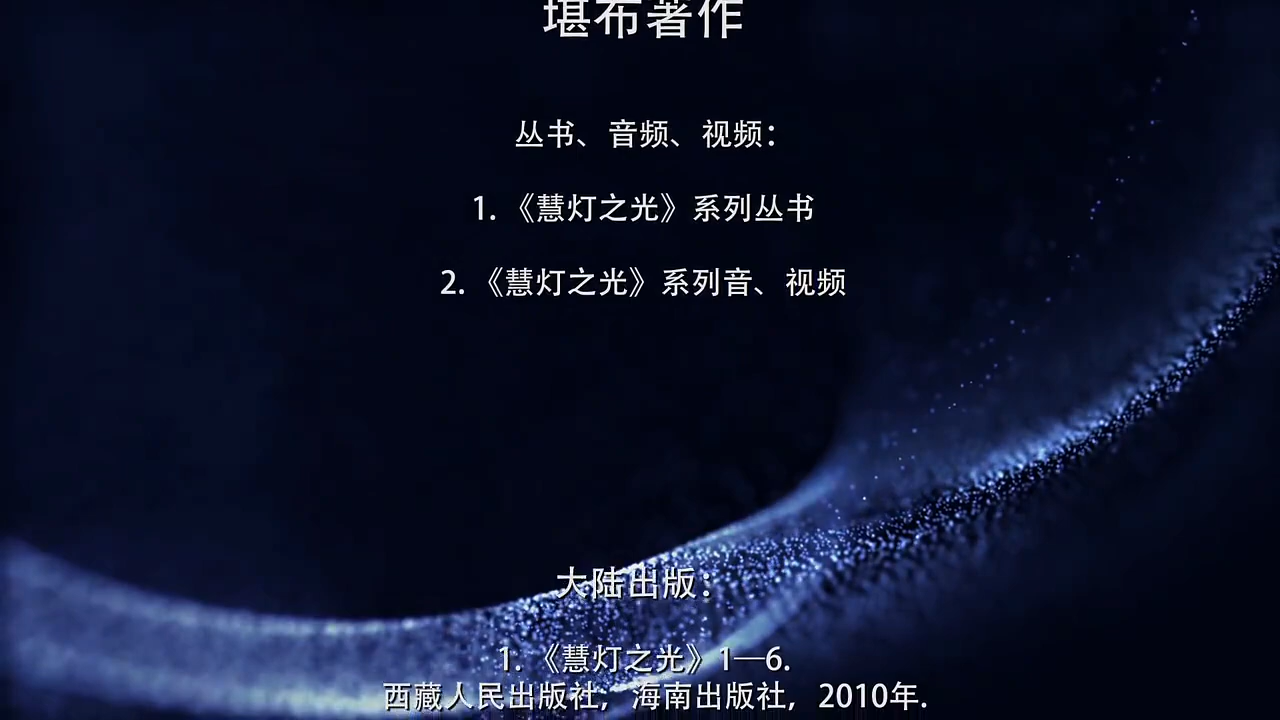 堪布著作
丛书、音频、视频：
1.《慧灯之光》系列丛书
2.《慧灯之光》系列音、视频
大陆出版：
1.《慧灯之光》1—6.
西藏人民出版社，海南出版社，2010年.